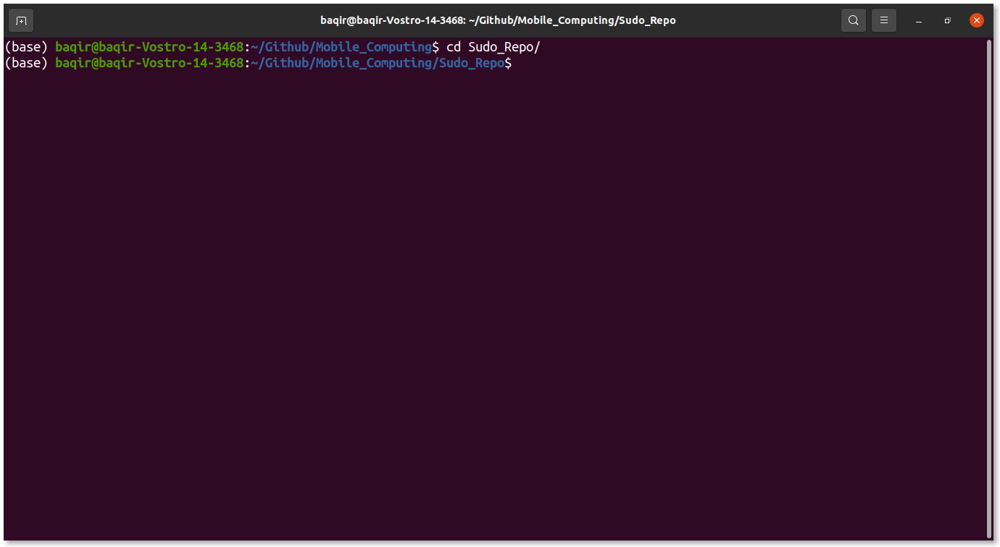 baqir@baqir-Vostro-14-3468: ~/Github/Mobile_Computing/Sudo_Repo
(base) baqir@baqir-Vostro-14-3468:~/Github/Mobile_Computing$ cd Sudo_Repo/
(base) baqir@baqir-Vostro-14-3468:~/Github/Mobile_Computing/Sudo_Repo$